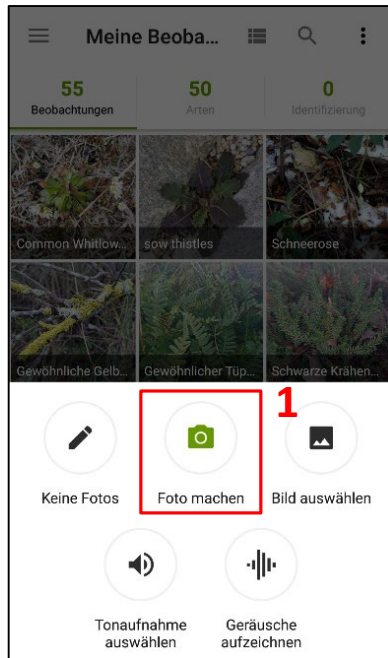 Meine Beoba...
55 50 0
Beobachtungen Arten Identifizierung
Common Whitlow... sow thistles Schneerose
Gewöhnliche Gelb... Gewöhnlicher Tüp... Schwarze Krähen...
1
Keine Fotos Foto machen Bild auswählen
Tonaufnahme Geräusche
auswählen aufzeichnen